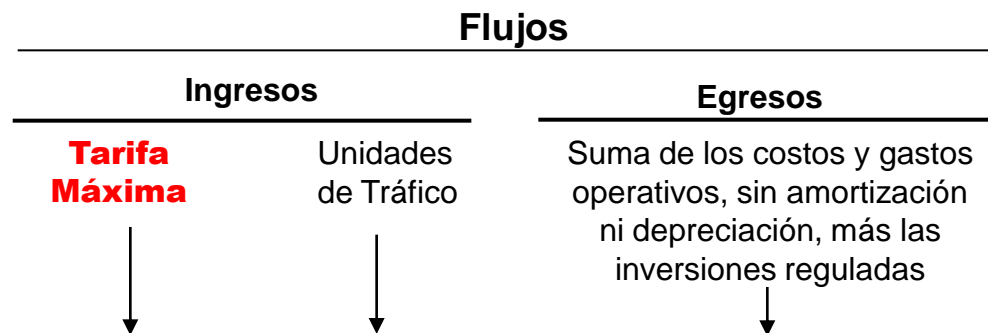 Flujos
Ingresos
Egresos
Tarifa
Máxima
Unidades
de Tráfico
Suma de los costos y gastos
operativos, sin amortización
ni depreciación, más las
inversiones reguladas